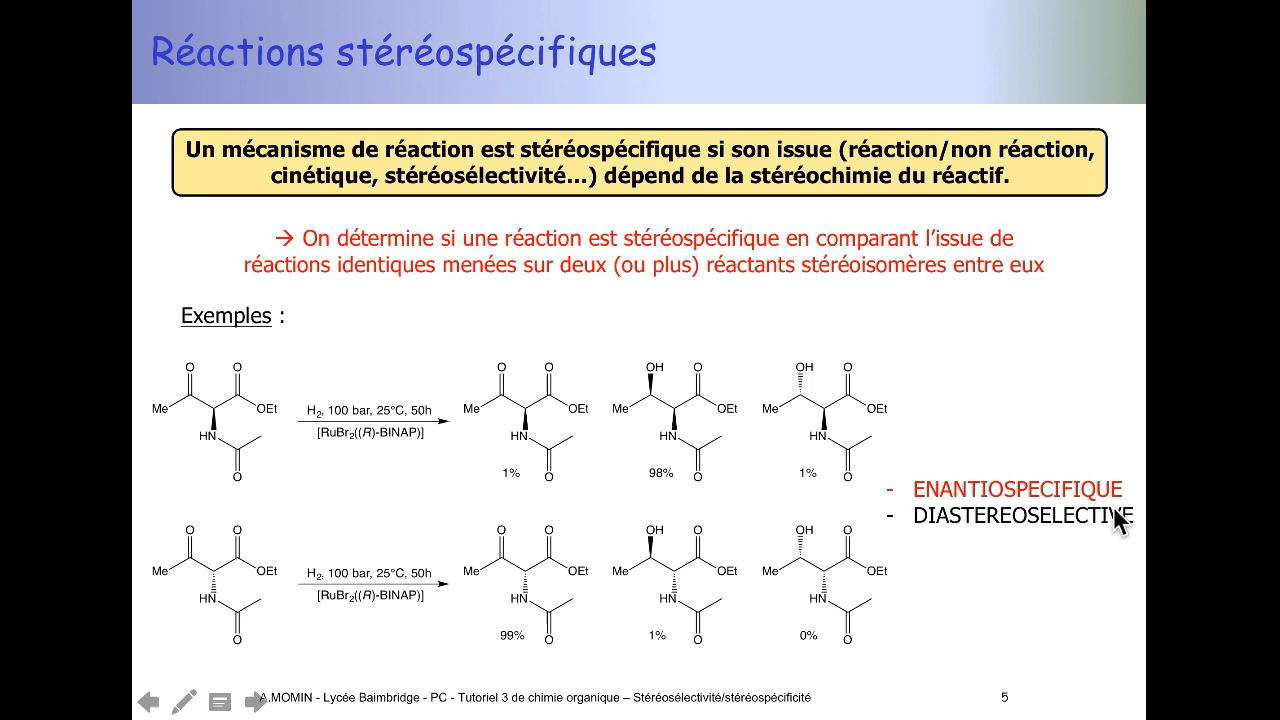 Réactions stéréospécifiques
Un mécanisme de réaction est stéréospécifique si son issue (réaction/non réaction,
cinétique, stéréosélectivité...) dépend de la stéréochimie du réactif.
→ On détermine si une réaction est stéréospécifique en comparant l'issue de
réactions identiques menées sur deux (ou plus) réactants stéréoisomères entre eux
Exemples :
O O O O OH O OH O
Me OEt H2, 100 bar, 25°C, 50h Me OEt Me OEt Me OEt
HN [RuBr2((R)-BINAP)] HN HN HN
O 1% O 98% O 1% O
- ENANTIOSPECIFIQUE
- DIASTEREOSELECTIVE
O O O O OH O OH O
Me OEt H2, 100 bar, 25°C, 50h Me OEt Me OEt Me OEt
HN [RuBr2((R)-BINAP)] HN HN HN
O 99% O 1% O 0% O
A.MOMIN - Lycée Baimbridge - PC - Tutoriel 3 de chimie organique – Stéréosélectivité/stéréospécificité 5